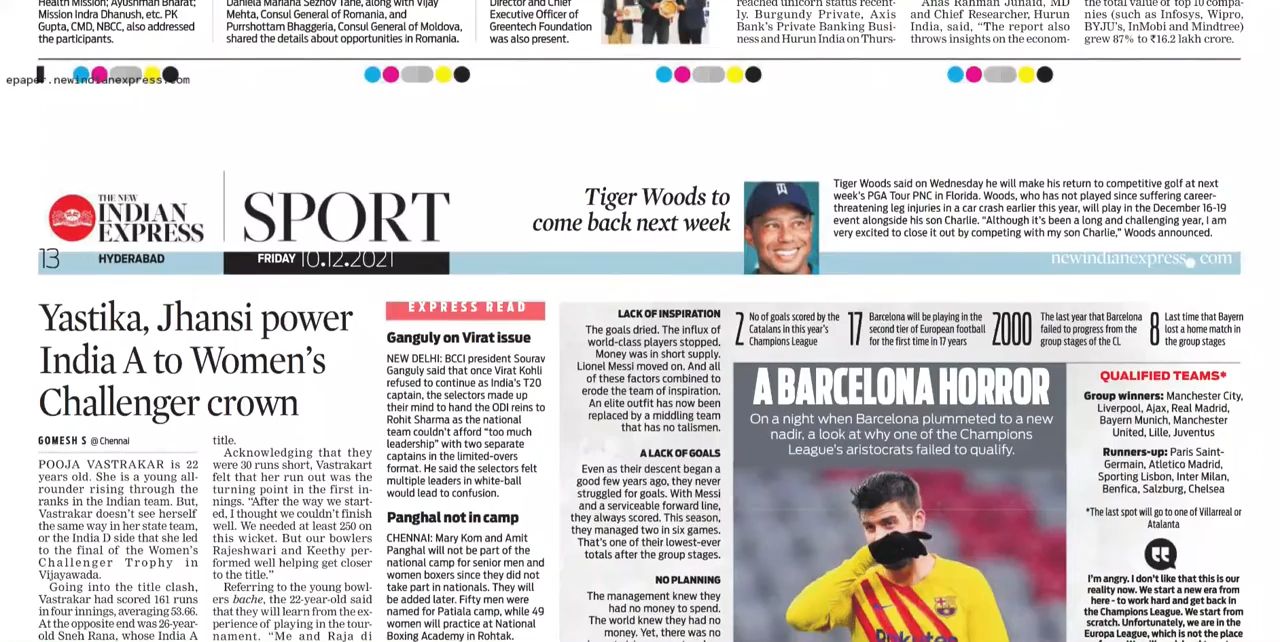 Health Mission; Ayushman Bharat;
Mission Indra Dhanush, etc. PK
Gupta, CMD, NBCC, also addressed
the participants.
Daniela Mariana Sezonov Tane, along with Vijay
Mehta, Consul General of Romania, and
Purrshottam Bhaggeria, Consul General of Moldova,
shared the details about opportunities in Romania.
Director and Chief
Executive Officer of
Greentech Foundation
was also present.
reached unicorn status recent-
ly. Burgundy Private, Axis
Bank's Private Banking Busi-
ness and Hurun India on Thurs-
Anas Rahman Junaid, MD
and Chief Researcher, Hurun
India, said, "The report also
throws insights on the econom-
the total value of top 10 compa-
nies (such as Infosys, Wipro,
BYJU's, InMobi and Mindtree)
grew 87% to ₹16.2 lakh crore.
epaper.newindianexpress.com
THE NEW
INDIAN
EXPRESS
13
HYDERABAD
SPORT
FRIDAY 10.12.2021
Tiger Woods to
come back next week
Tiger Woods said on Wednesday he will make his return to competitive golf at next
week's PGA Tour PNC in Florida. Woods, who has not played since suffering career-
threatening leg injuries in a car crash earlier this year, will play in the December 16-19
event alongside his son Charlie. "Although it's been a long and challenging year, I am
very excited to close it out by competing with my son Charlie," Woods announced.
newindianexpress.com
Yastika, Jhansi power
India A to Women's
Challenger crown
GOMESH S @ Chennai
POOJA VASTRAKAR is 22
years old. She is a young all-
rounder rising through the
ranks in the Indian team. But,
Vastrakar doesn't see herself
the same way in her state team,
or the India D side that she led
to the final of the Women's
Challenger Trophy in
Vijayawada.
Going into the title clash,
Vastrakar had scored 161 runs
in four innings, averaging 53.66.
At the opposite end was 26-year-
old Sneh Rana, whose India A
title.
Acknowledging that they
were 30 runs short, Vastrakart
felt that her run out was the
turning point in the first in-
nings. "After the way we start-
ed, I thought we couldn't finish
well. We needed at least 250 on
this wicket. But our bowlers
Rajeshwari and Keethy per-
formed well helping get closer
to the title."
Referring to the young bowl-
ers bache, the 22-year-old said
that they will learn from the ex-
perience of playing in the tour-
nament. "Me and Raja di
EXPRESS READ
Ganguly on Virat issue
NEW DELHI: BCCI president Sourav
Ganguly said that once Virat Kohli
refused to continue as India's T20
captain, the selectors made up
their mind to hand the ODI reins to
Rohit Sharma as the national
team couldn't afford "too much
leadership" with two separate
captains in the limited-overs
format. He said the selectors felt
multiple leaders in white-ball
would lead to confusion.
Panghal not in camp
CHENNAI: Mary Kom and Amit
Panghal will not be part of the
national camp for senior men and
women boxers since they did not
take part in nationals. They will
be added later. Fifty men were
named for Patiala camp, while 49
women will practice at National
Boxing Academy in Rohtak.
LACK OF INSPIRATION
The goals dried. The influx of
world-class players stopped.
Money was in short supply.
Lionel Messi moved on. And all
of these factors combined to
erode the team of inspiration.
An elite outfit has now been
replaced by a middling team
that has no talismen.
A LACK OF GOALS
Even as their descent began a
good few years ago, they never
struggled for goals. With Messi
and a serviceable forward line,
they always scored. This season,
they managed two in six games.
That's one of their lowest-ever
totals after the group stages.
NO PLANNING
The management knew they
had no money to spend.
The world knew they had no
money. Yet, there was no
2 No of goals scored by the
Catalans in this year's
Champions League
17 Barcelona will be playing in the
second tier of European football
for the first time in 17 years
2000 The last year that Barcelona
failed to progress from the
group stages of the CL
8 Last time that Bayern
lost a home match in
the group stages
A BARCELONA HORROR
On a night when Barcelona plummeted to a new
nadir, a look at why one of the Champions
League's aristocrats failed to qualify.
QUALIFIED TEAMS*
Group winners: Manchester City,
Liverpool, Ajax, Real Madrid,
Bayern Munich, Manchester
United, Lille, Juventus
Runners-up: Paris Saint-
Germain, Atletico Madrid,
Sporting Lisbon, Inter Milan,
Benfica, Salzburg, Chelsea
*The last spot will go to one of Villarreal or
Atalanta
I'm angry. I don't like that this is our
reality now. We start a new era from
here - to work hard and get back in
the Champions League. We start from
scratch. Unfortunately, we are in the
Europa League, which is not the place